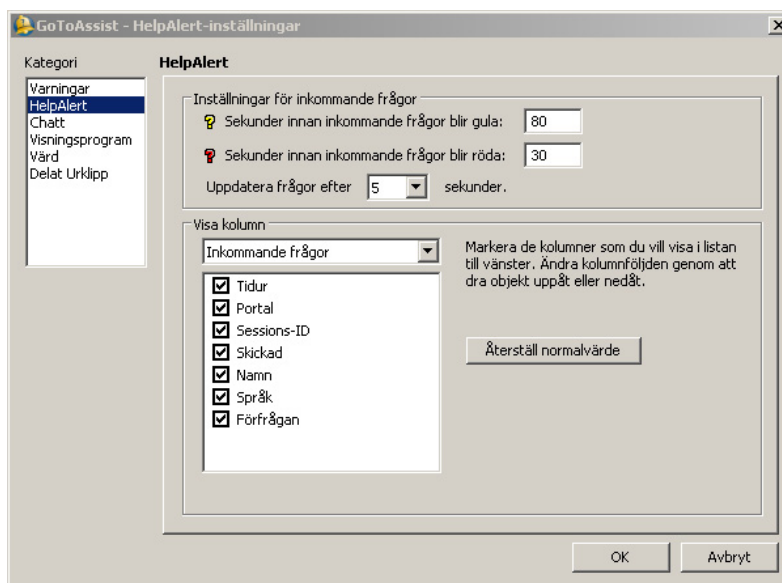 GoToAssist - HelpAlert-inställningar
Kategori
Varningar
HelpAlert
Chatt
Visningsprogram
Värd
Delat Urklipp
HelpAlert
Inställningar för inkommande frågor
Sekunder innan inkommande frågor blir gula: 80
Sekunder innan inkommande frågor blir röda: 30
Uppdatera frågor efter 5 sekunder.
Visa kolumn
Inkommande frågor
Tidur
Portal
Sessions-ID
Skickad
Namn
Språk
Förfrågan
Markera de kolumner som du vill visa i listan
till vänster. Ändra kolumnföljden genom att
dra objekt uppåt eller nedåt.
Återställ normalvärde
OK Avbryt